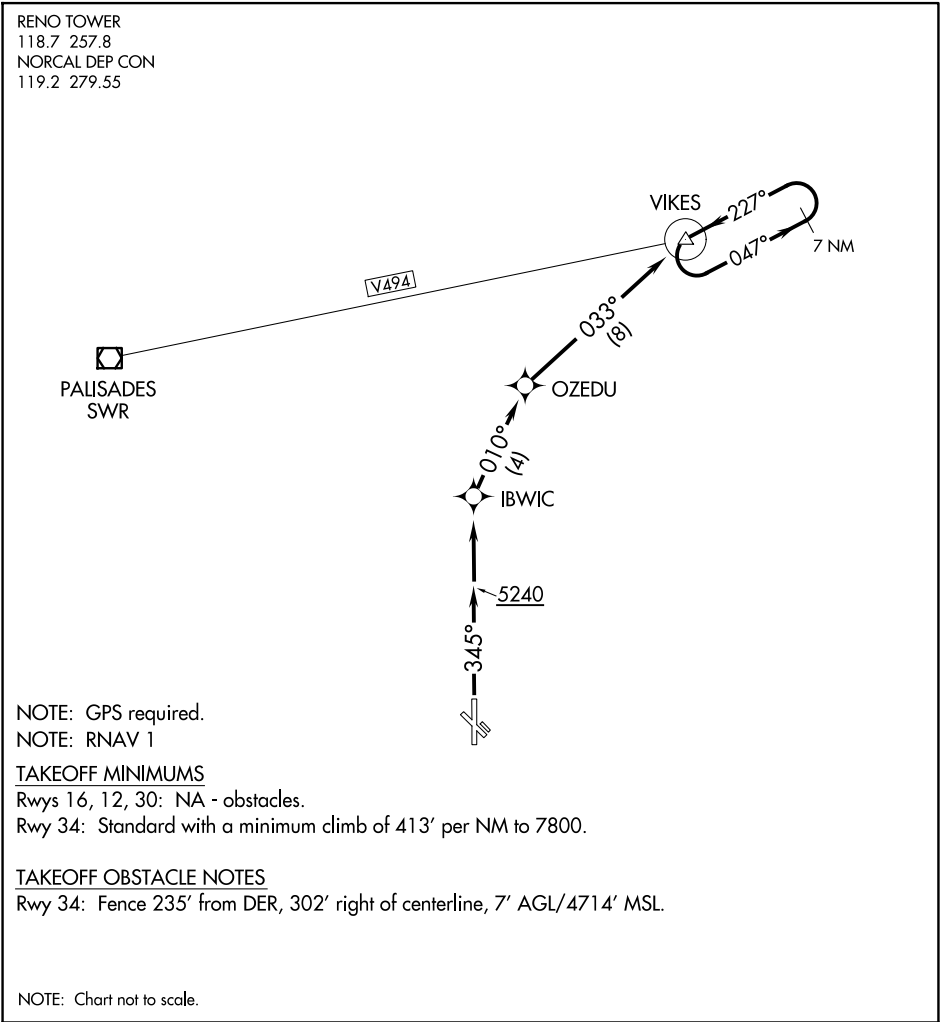 RENO TOWER
118.7 257.8
NORCAL DEP CON
119.2 279.55
VIKES
227°
047°
7 NM
V494
033°
(8)
PALISADES
SWR
OZEDU
010°
(4)
IBWIC
5240
345°
NOTE: GPS required.
NOTE: RNAV 1
TAKEOFF MINIMUMS
Rwys 16, 12, 30: NA - obstacles.
Rwy 34: Standard with a minimum climb of 413' per NM to 7800.
TAKEOFF OBSTACLE NOTES
Rwy 34: Fence 235' from DER, 302' right of centerline, 7' AGL/4714' MSL.
NOTE: Chart not to scale.